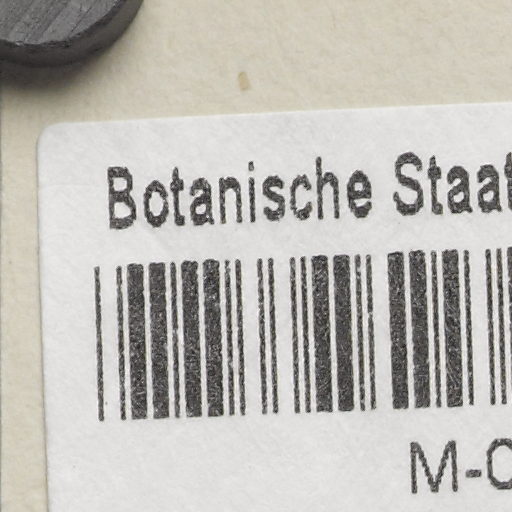 Botanische Staat
M-